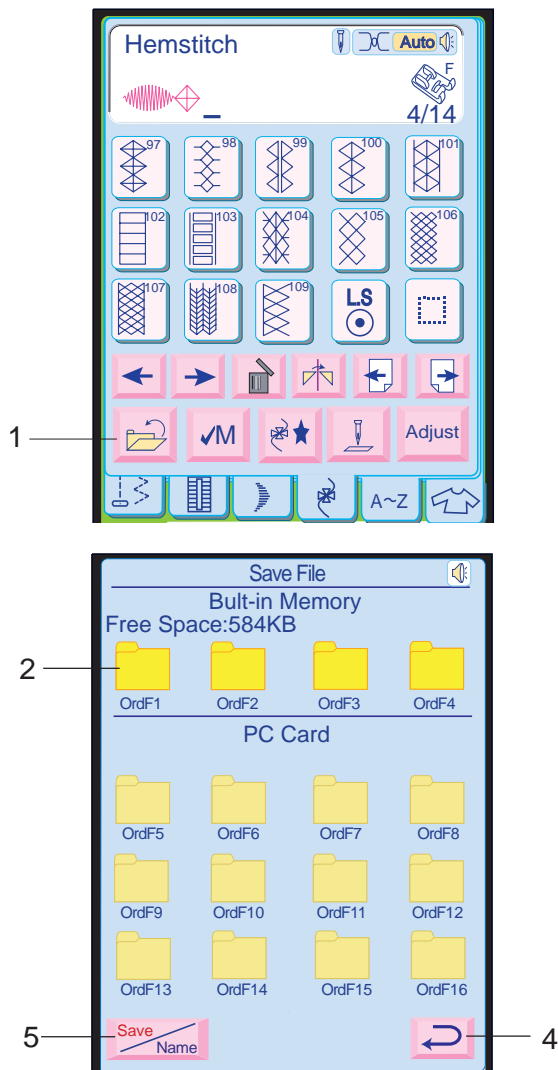 Hemstitch
Auto
F
4/14
97 98 99 100 101
102 103 104 105 106
107 108 109 L.S
1
✓M
Adjust
A~Z
Save File
Bult-in Memory
Free Space:584KB
2
OrdF1 OrdF2 OrdF3 OrdF4
PC Card
OrdF5 OrdF6 OrdF7 OrdF8
OrdF9 OrdF10 OrdF11 OrdF12
OrdF13 OrdF14 OrdF15 OrdF16
5
Save
Name
4